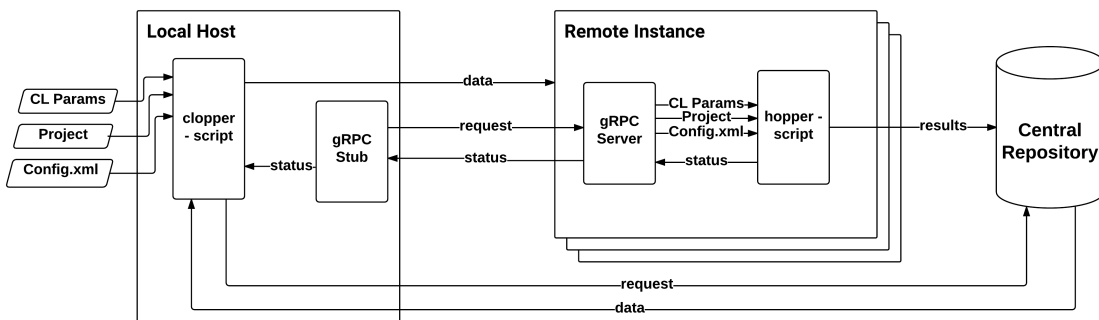 Local Host
Remote Instance
CL Params
Project
Config.xml
clopper
- script
gRPC
Stub
status
data
request
status
gRPC
Server
CL Params
Project
Config.xml
status
hopper -
script
results
Central
Repository
request
data